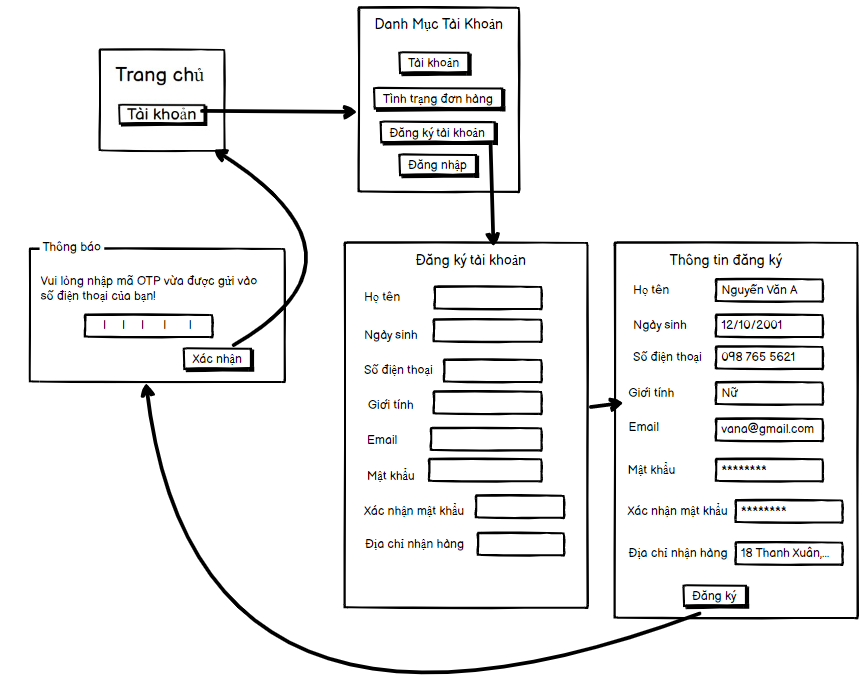 Trang chủ
Tài khoản
Danh Mục Tài Khoản
Tài khoản
Tình trạng đơn hàng
Đăng ký tài khoản
Đăng nhập
Thông báo
Vui lòng nhập mã OTP vừa được gửi vào
số điện thoại của bạn!
Xác nhận
Đăng ký tài khoản
Họ tên
Ngày sinh
Số điện thoại
Giới tính
Email
Mật khẩu
Xác nhận mật khẩu
Địa chỉ nhận hàng
Thông tin đăng ký
Họ tên Nguyễn Văn A
Ngày sinh 12/10/2001
Số điện thoại 098 765 5621
Giới tính Nữ
Email vana@gmail.com
Mật khẩu ********
Xác nhận mật khẩu ********
Địa chỉ nhận hàng 18 Thanh Xuân,...
Đăng ký